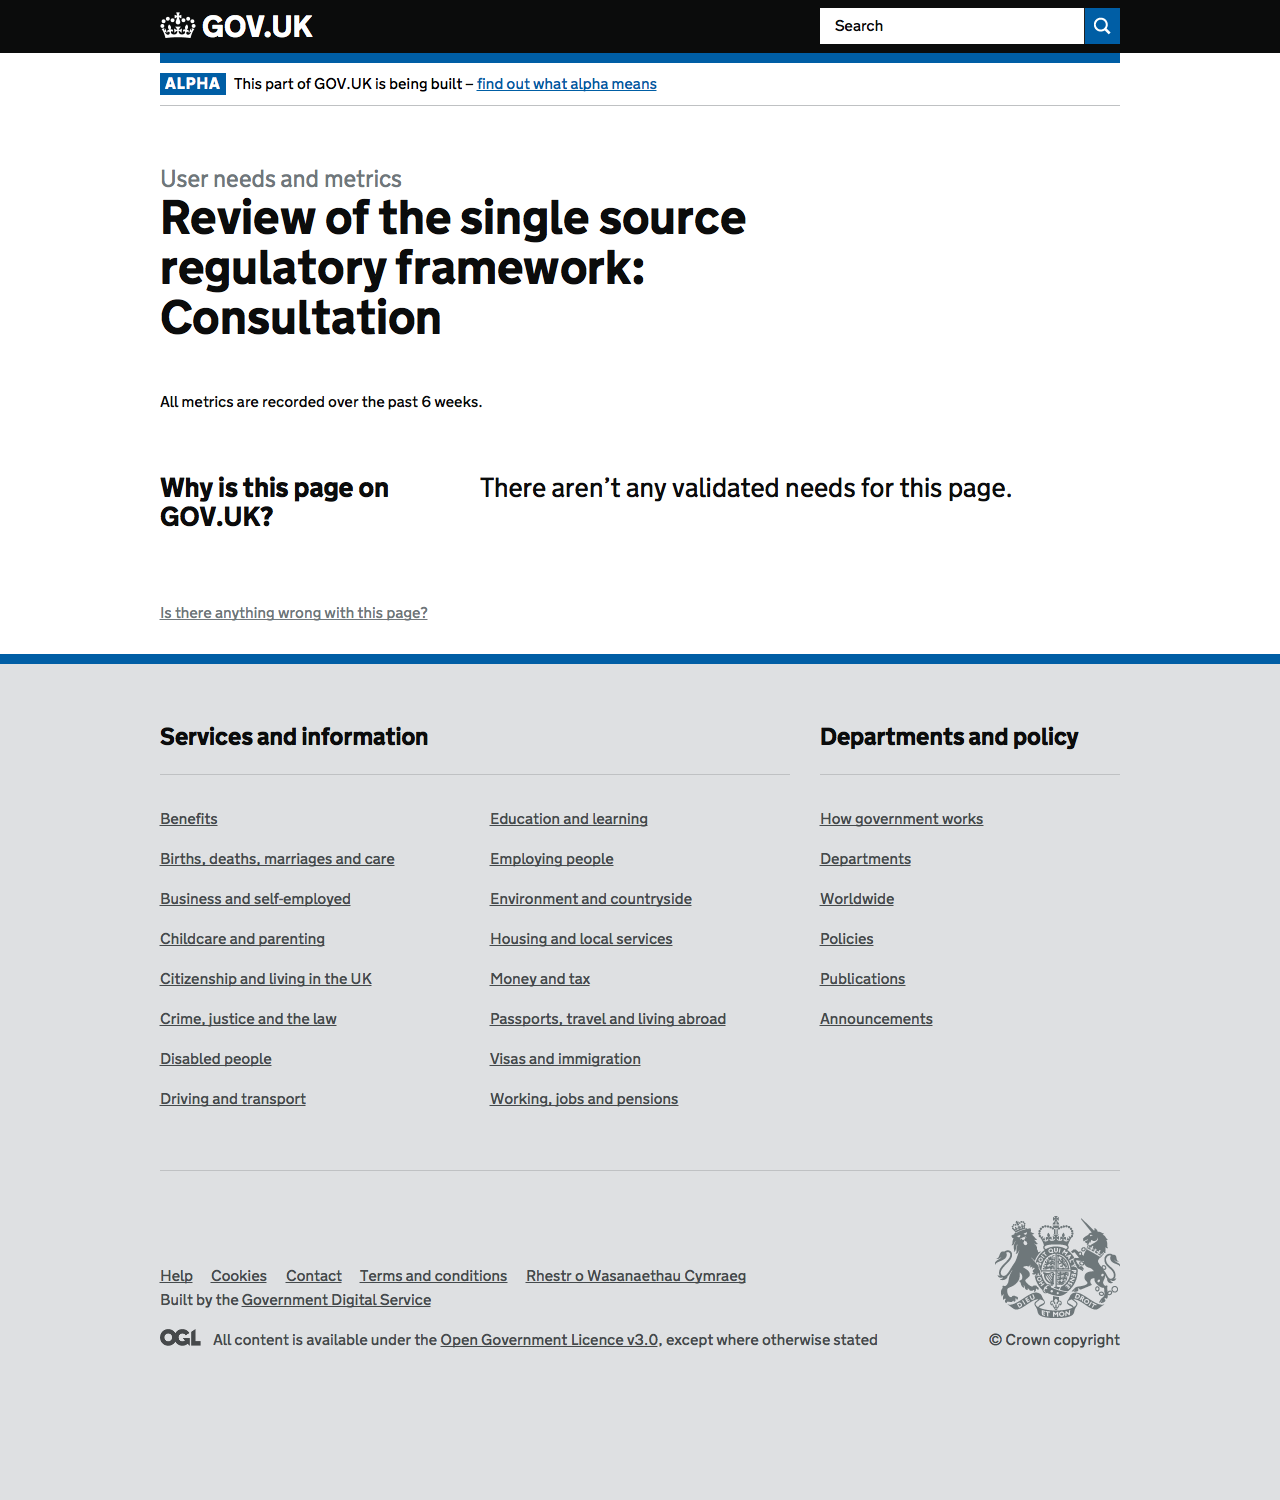 GOV.UK
Search
ALPHA This part of GOV.UK is being built – find out what alpha means
User needs and metrics
Review of the single source
regulatory framework:
Consultation
All metrics are recorded over the past 6 weeks.
Why is this page on
GOV.UK?
There aren’t any validated needs for this page.
Is there anything wrong with this page?
Services and information
Benefits
Births, deaths, marriages and care
Business and self-employed
Childcare and parenting
Citizenship and living in the UK
Crime, justice and the law
Disabled people
Driving and transport
Education and learning
Employing people
Environment and countryside
Housing and local services
Money and tax
Passports, travel and living abroad
Visas and immigration
Working, jobs and pensions
Departments and policy
How government works
Departments
Worldwide
Policies
Publications
Announcements
Help Cookies Contact Terms and conditions Rhestr o Wasanaethau Cymraeg
Built by the Government Digital Service
OGL All content is available under the Open Government Licence v3.0, except where otherwise stated
DIEU ET MON DROIT
© Crown copyright